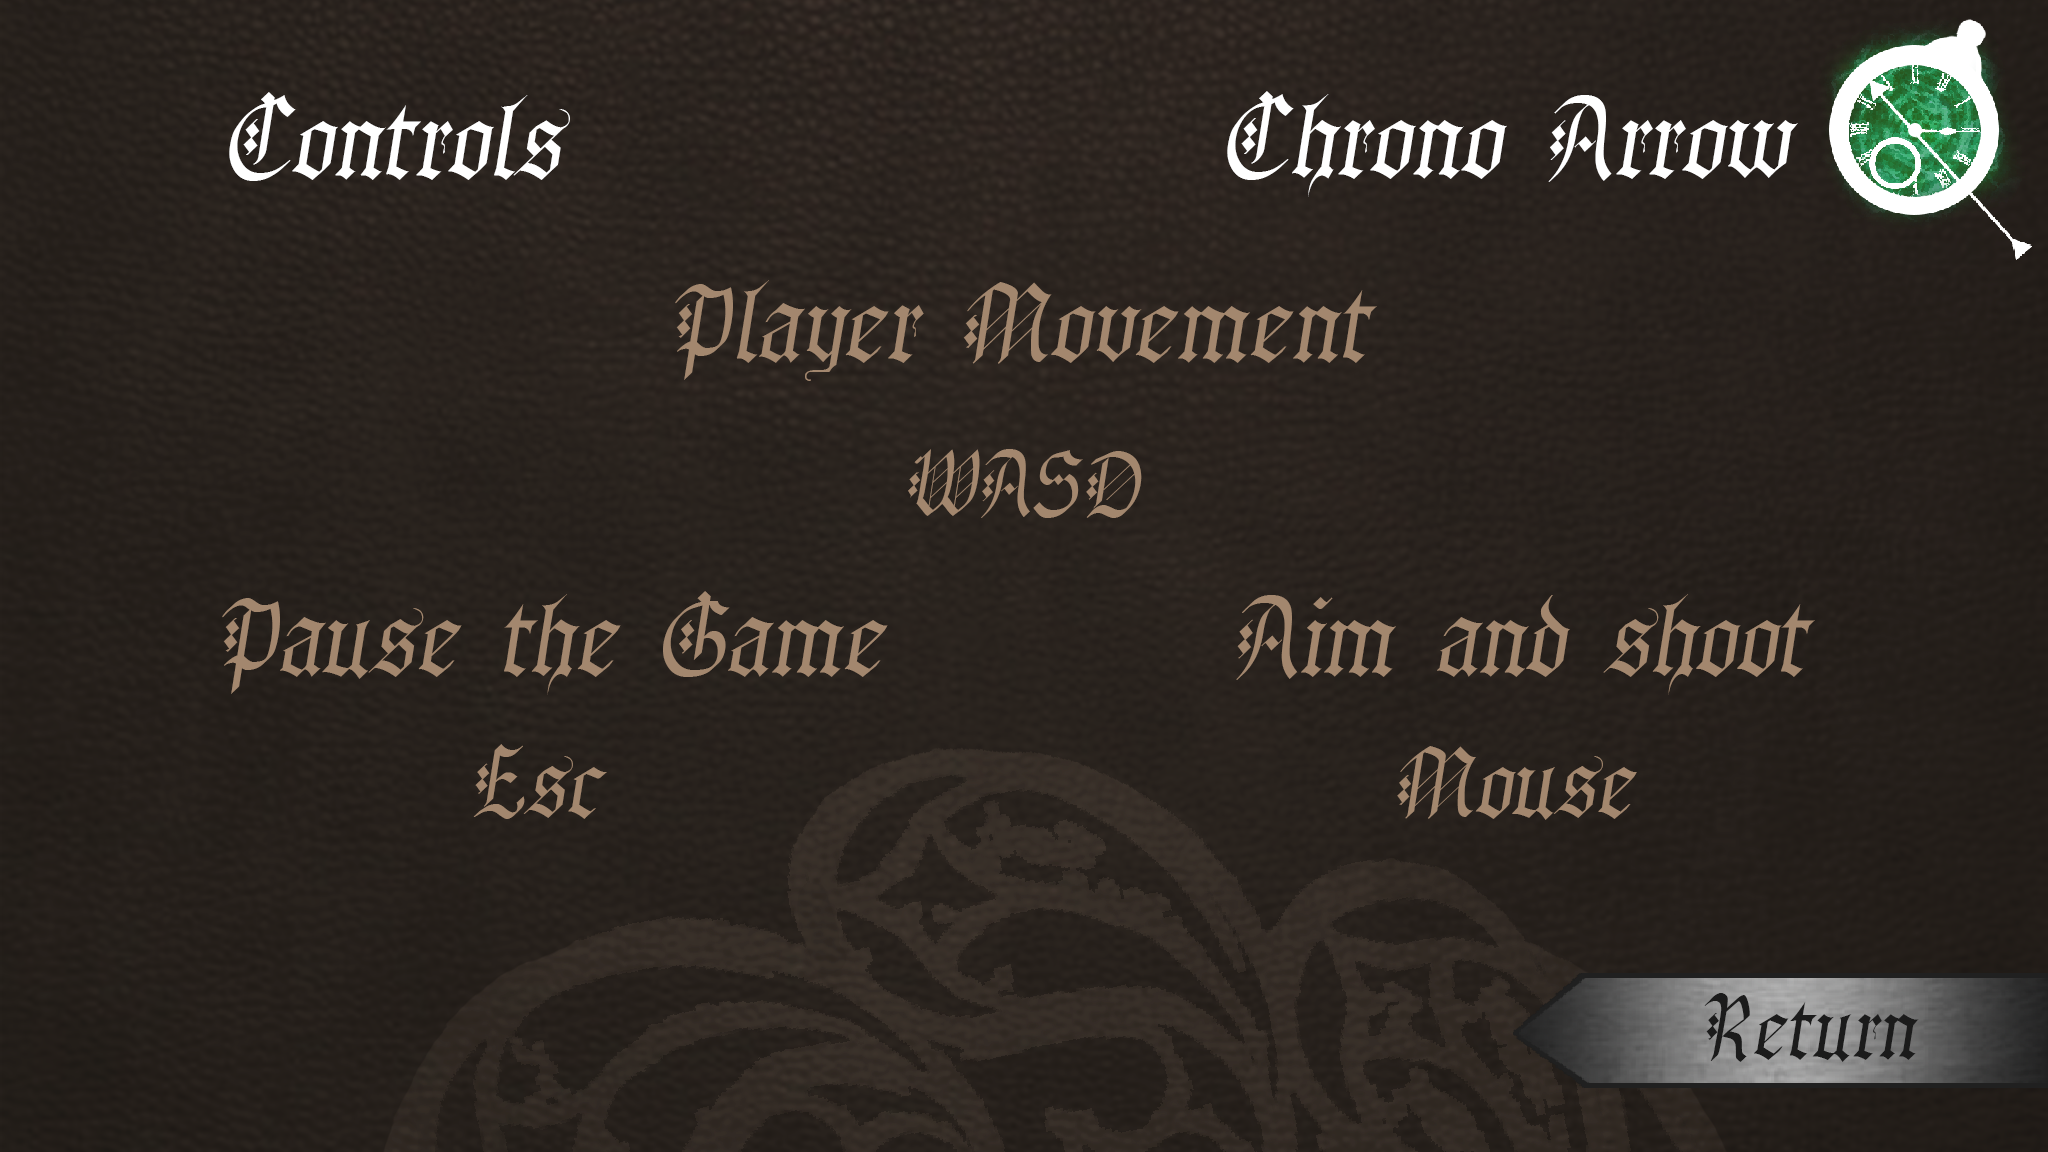 Controls
Chrono Arrow
Player Movement
WASD
Pause the Game
Esc
Aim and shoot
Mouse
Return